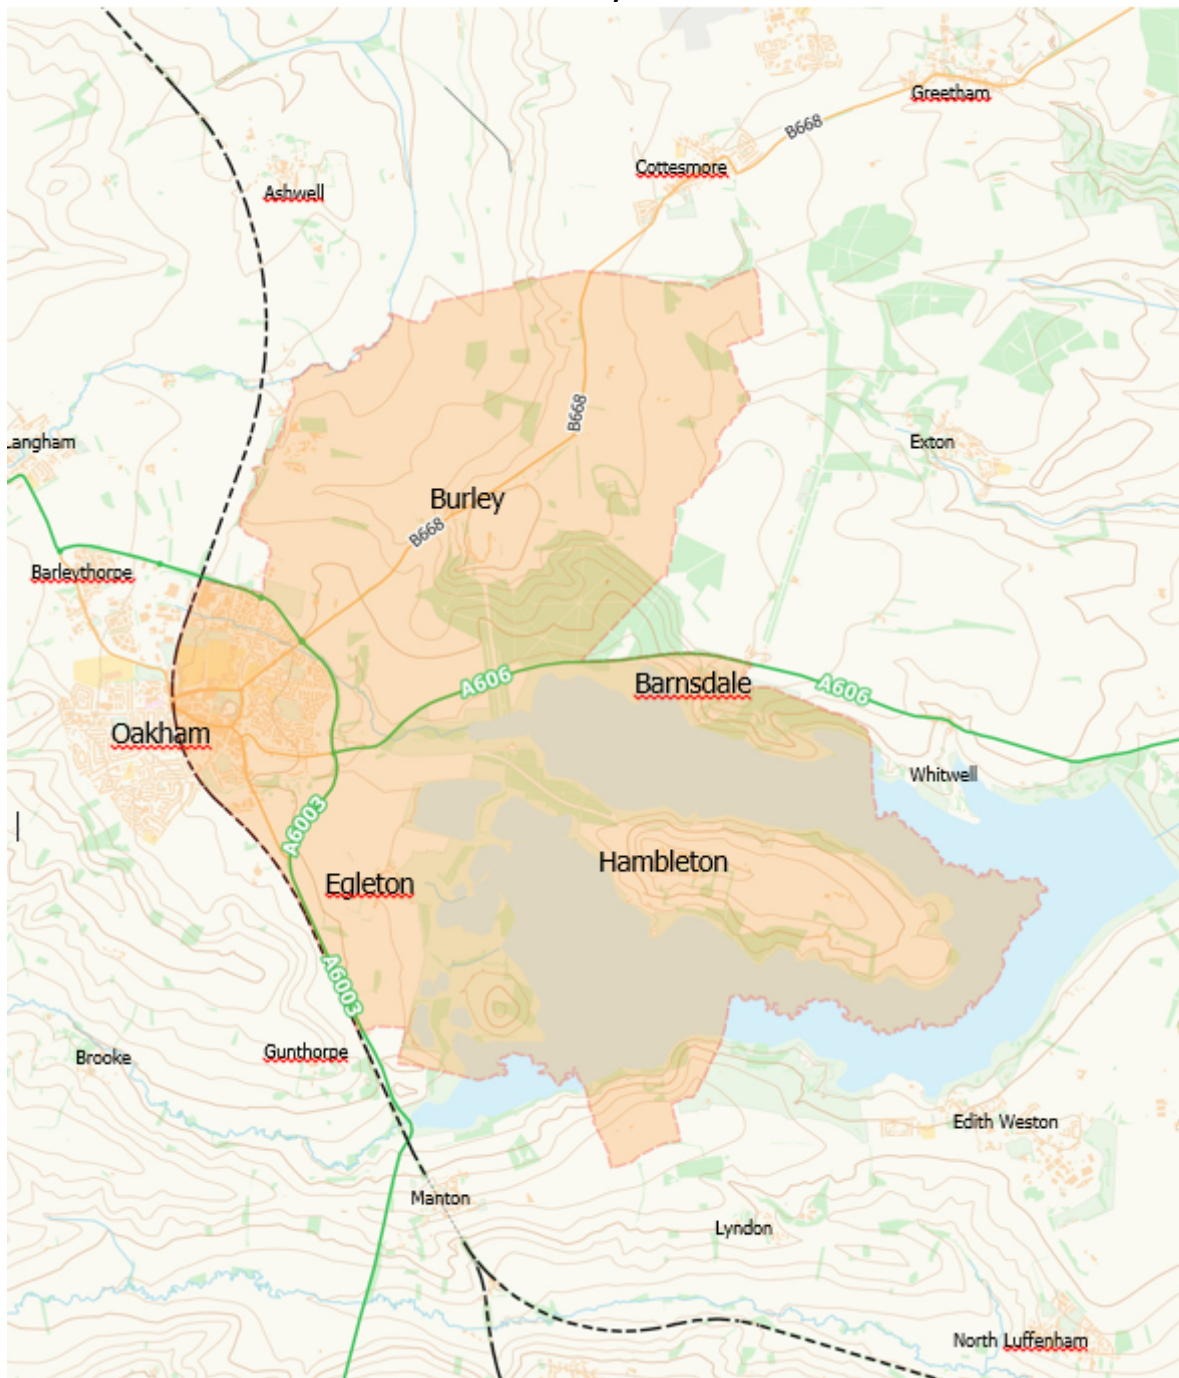 Greetham
B668
Cottesmore
Ashwell
B668
Langham
Exton
Burley
B668
Barleythorpe
A606
Barnsdale
A606
Oakham
Whitwell
A6003
Hambleton
Egleton
A6003
Gunthorpe
Brooke
Edith Weston
Manton
Lyndon
North Luffenham